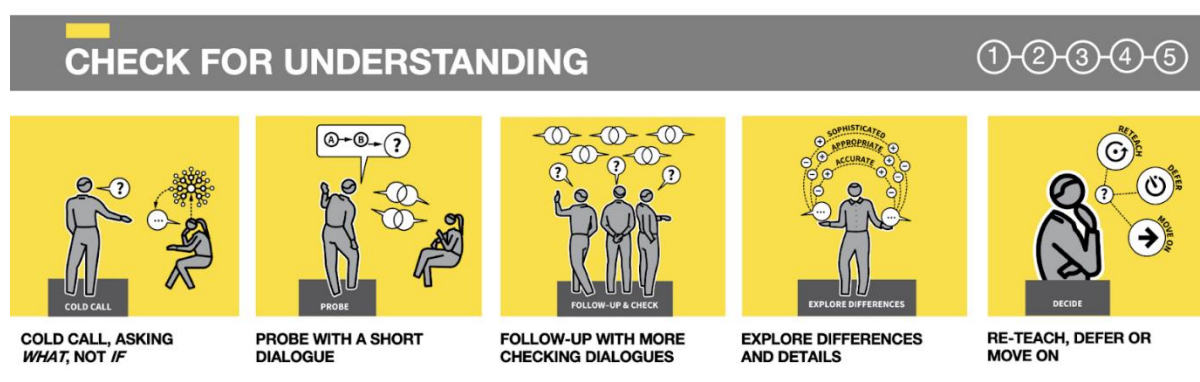 CHECK FOR UNDERSTANDING
1 2 3 4 5
?
...
COLD CALL
A B ?
PROBE
? ? ?
FOLLOW-UP & CHECK
SOPHISTICATED
APPROPRIATE
ACCURATE
... ...
EXPLORE DIFFERENCES
RETEACH
DEFER
?
MOVE ON
DECIDE
COLD CALL, ASKING
WHAT, NOT IF
PROBE WITH A SHORT
DIALOGUE
FOLLOW-UP WITH MORE
CHECKING DIALOGUES
EXPLORE DIFFERENCES
AND DETAILS
RE-TEACH, DEFER OR
MOVE ON